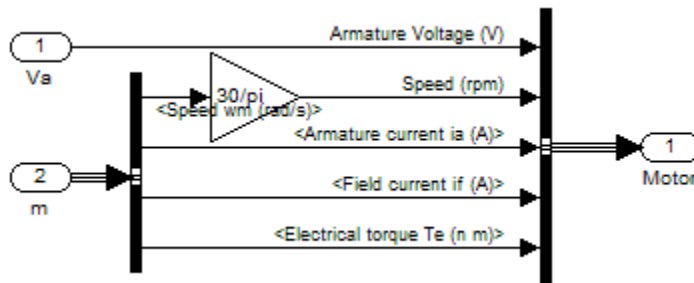 Armature Voltage (V)
1
Va
30/pi
Speed (rpm)
<Speed wm (rad/s)>
<Armature current ia (A)>
1
Motor
2
m
<Field current if (A)>
<Electrical torque Te (n m)>